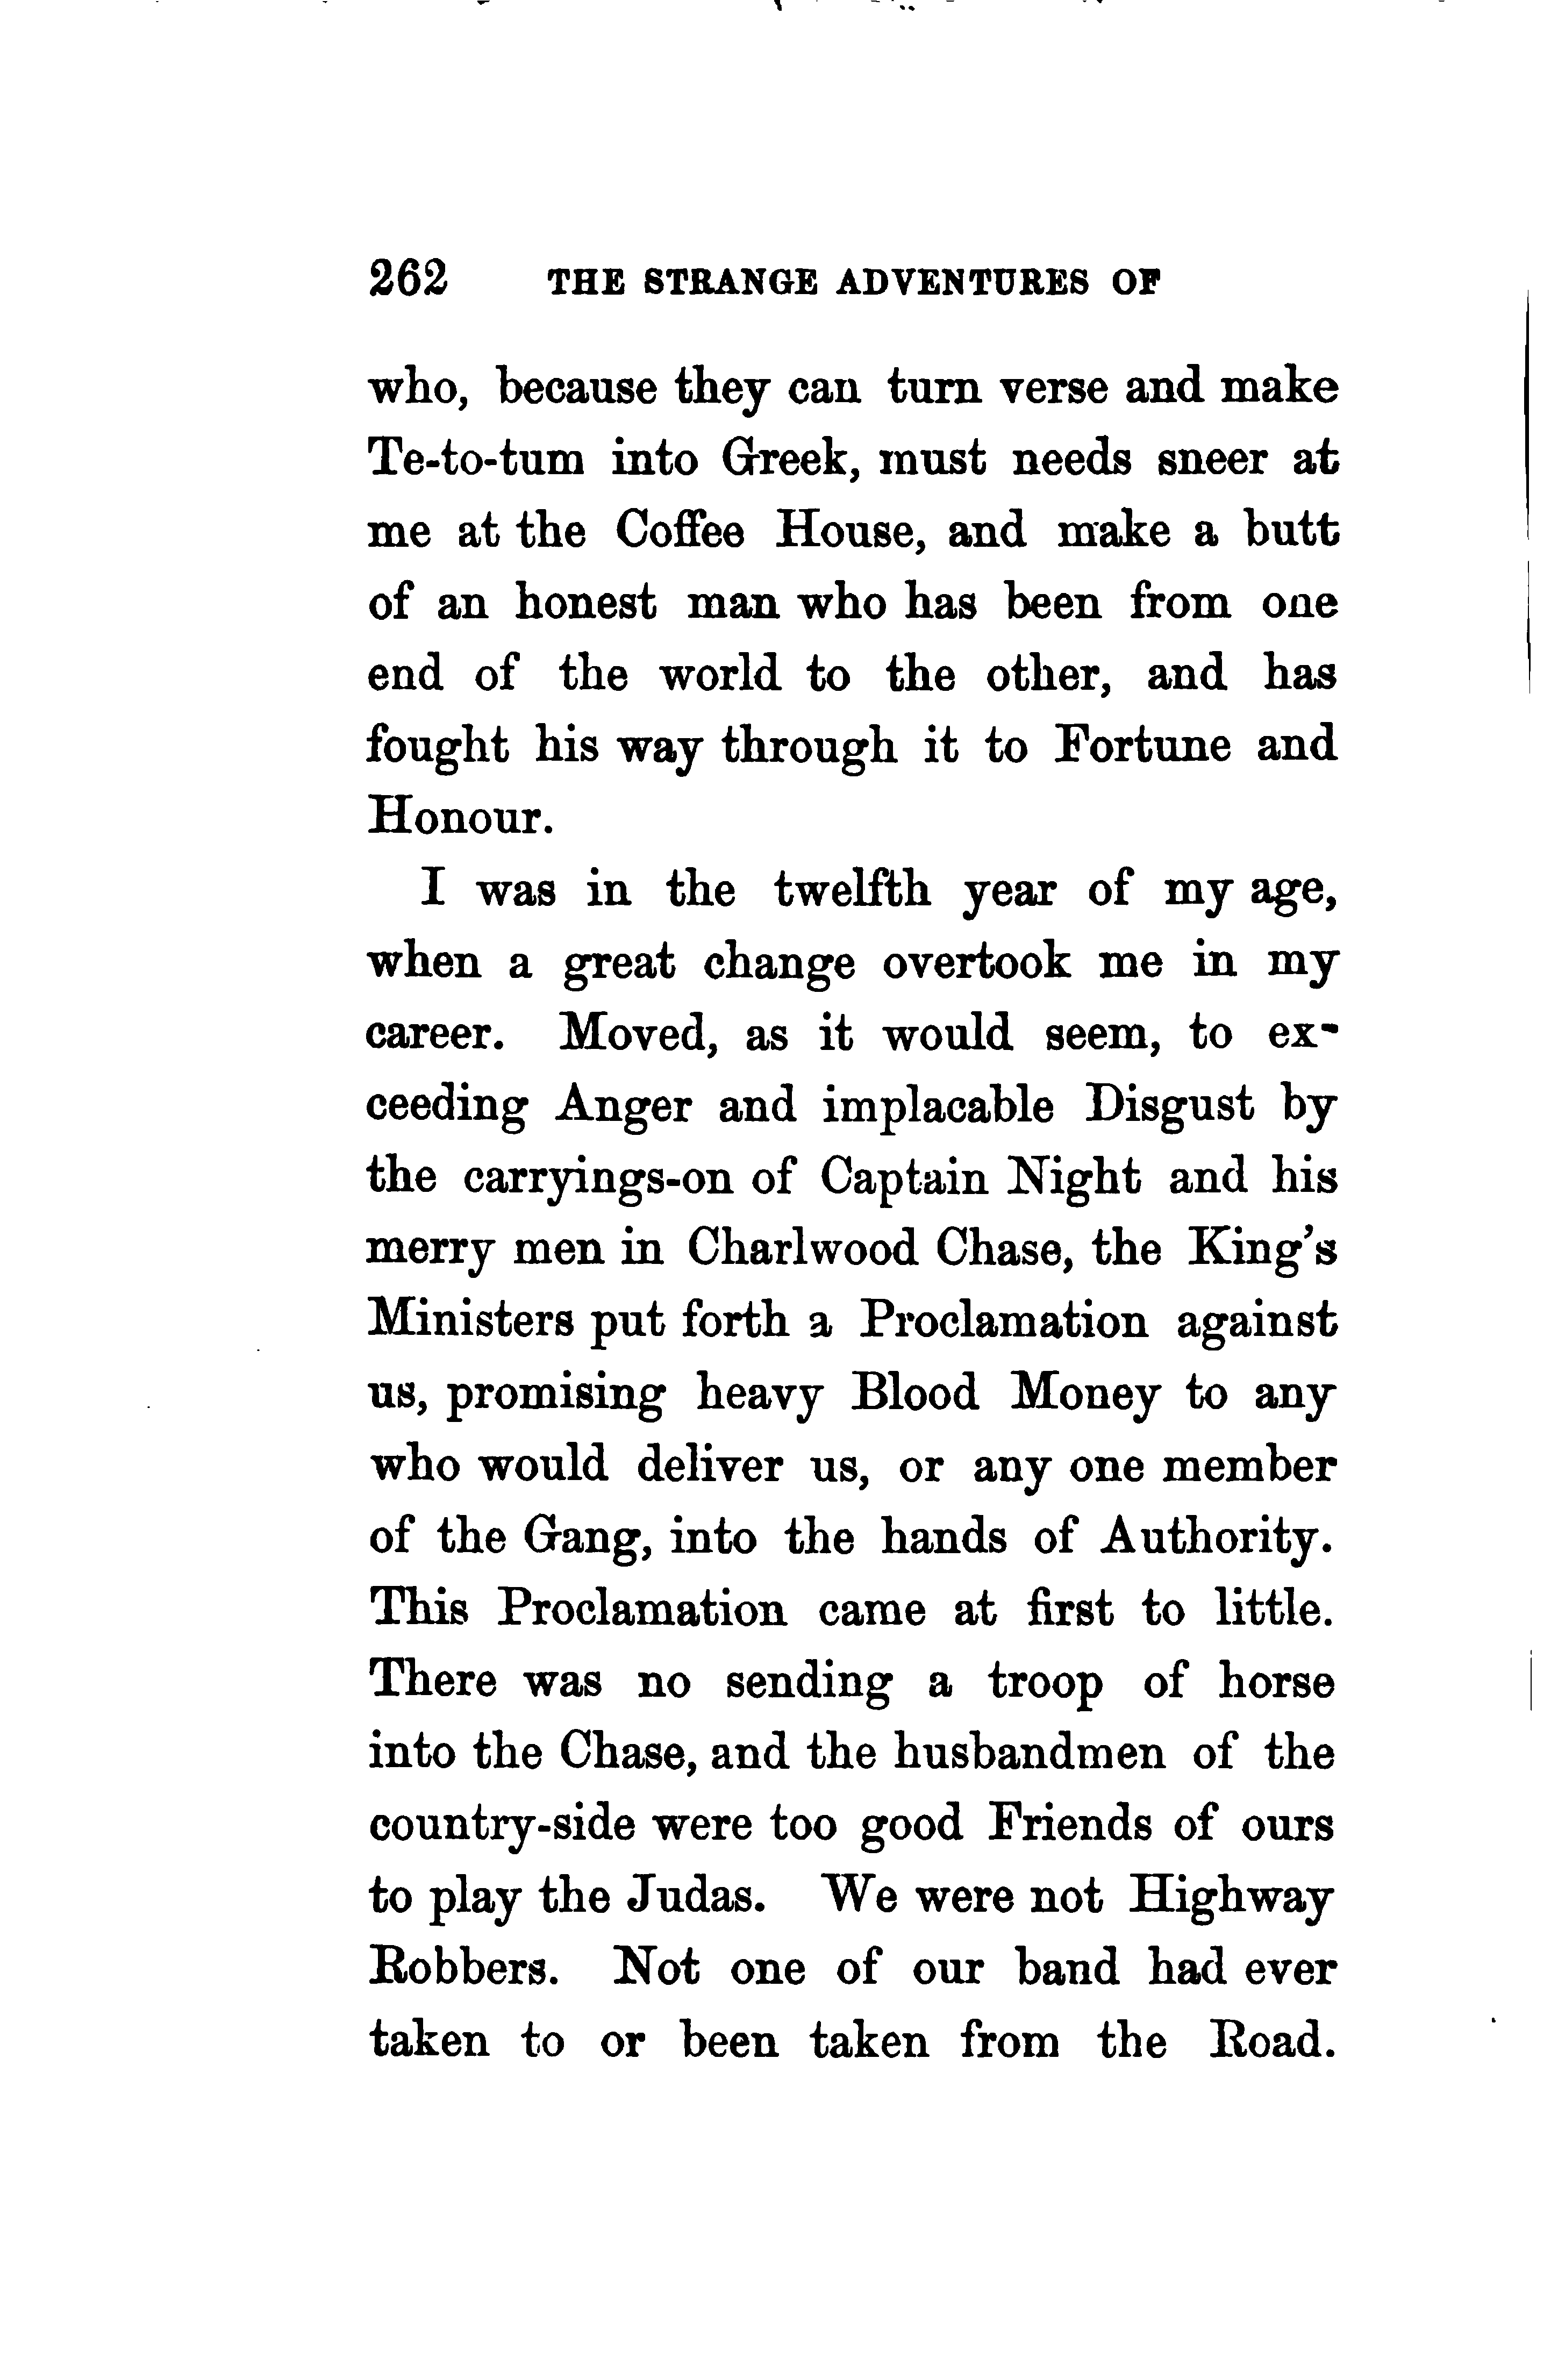 262 THE STRANGE ADVENTURES OF
who, because they can turn verse and make
Te-to-tum into Greek, must needs sneer at
me at the Coffee House, and make a butt
of an honest man who has been from one
end of the world to the other, and has
fought his way through it to Fortune and
Honour.
I was in the twelfth year of my age,
when a great change overtook me in my
career. Moved, as it would seem, to ex-
ceeding Anger and implacable Disgust by
the carryings-on of Captain Night and his
merry men in Charlwood Chase, the King's
Ministers put forth a Proclamation against
us, promising heavy Blood Money to any
who would deliver us, or any one member
of the Gang, into the hands of Authority.
This Proclamation came at first to little.
There was no sending a troop of horse
into the Chase, and the husbandmen of the
country-side were too good Friends of ours
to play the Judas. We were not Highway
Robbers. Not one of our band had ever
taken to or been taken from the Road.